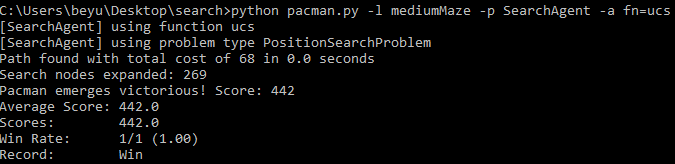 C:\Users\beyu\Desktop\search>python pacman.py -l mediumMaze -p SearchAgent -a fn=ucs
[SearchAgent] using function ucs
[SearchAgent] using problem type PositionSearchProblem
Path found with total cost of 68 in 0.0 seconds
Search nodes expanded: 269
Pacman emerges victorious! Score: 442
Average Score: 442.0
Scores:        442.0
Win Rate:      1/1 (1.00)
Record:        Win